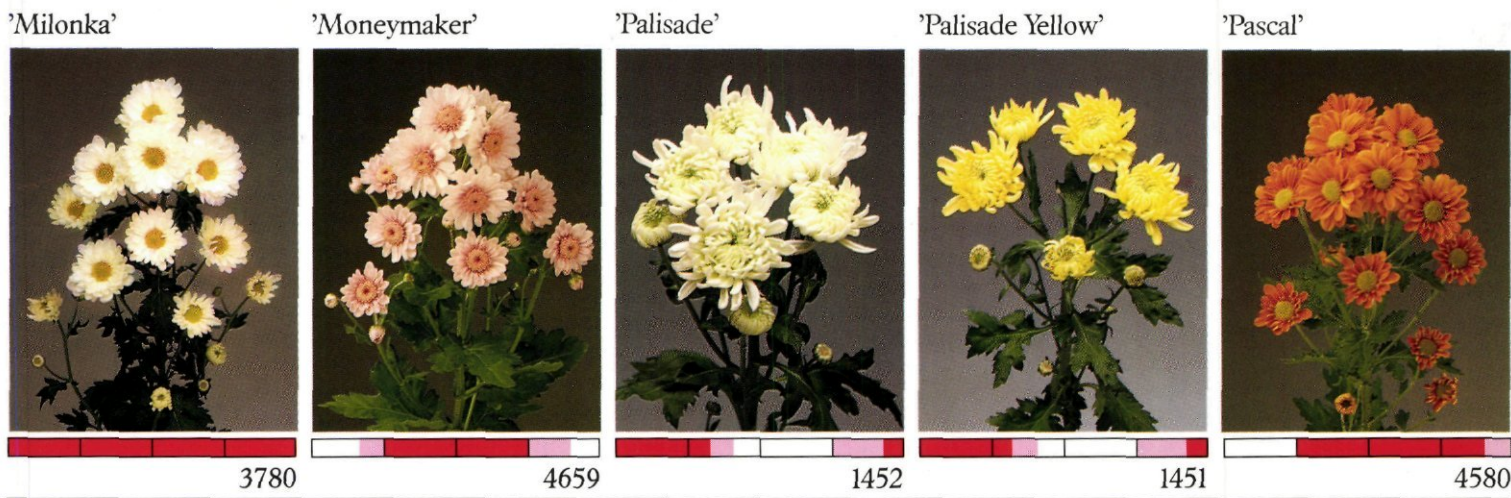 ’Milonka’
’Moneymaker’
’Palisade’
’Palisade Yellow’
’Pascal’
3780
4659
1452
1451
4580